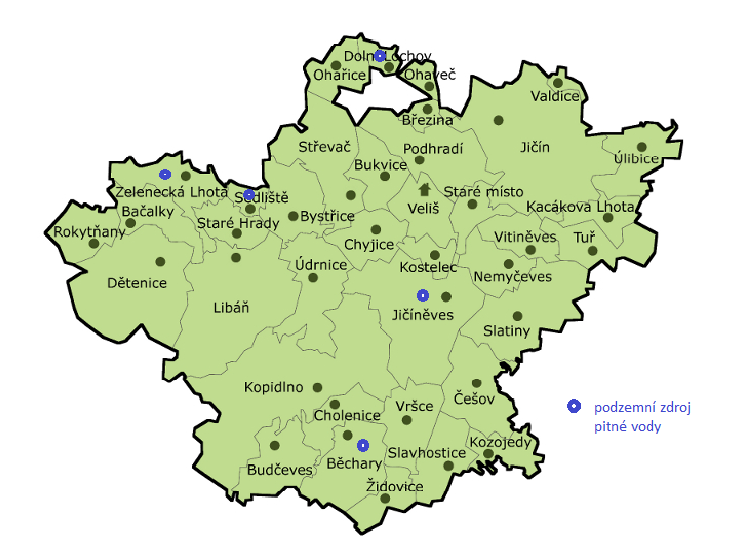 Dolní Lochov
Ohařice
Ohaveč
Valdice
Březina
Střevač
Podhradí
Jičín
Bukvice
Úlibice
Zelenecká Lhota
Sedliště
Veliš
Staré místo
Bačalky
Staré Hrady
Bystřice
Kacákova Lhota
Rokytňany
Chyjice
Vitiněves
Tuř
Údrnice
Kostelec
Nemyčeves
Dětenice
Libáň
Jičíněves
Slatiny
Kopidlno
Češov
Cholenice
Vršce
podzemní zdroj
pitné vody
Kozojedy
Slavhostice
Běchary
Budčeves
Židovice